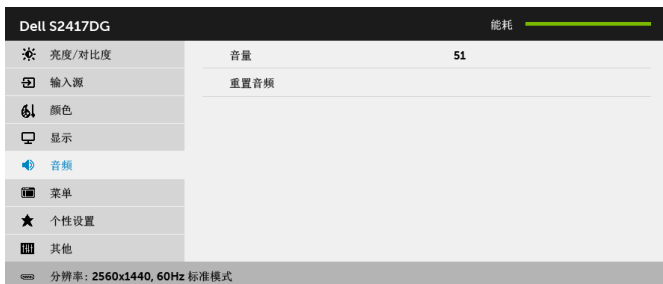 Dell S2417DG 能耗
亮度/对比度 音量 51
输入源 重置音频
颜色
显示
音频
菜单
个性设置
其他
分辨率: 2560x1440, 60Hz 标准模式